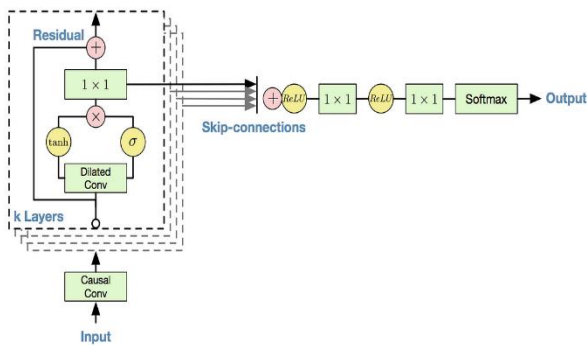 Residual
+
1 × 1
×
tanh
σ
Dilated
Conv
k Layers
Causal
Conv
Input
Skip-connections
+
ReLU
1 × 1
ReLU
1 × 1
Softmax
Output